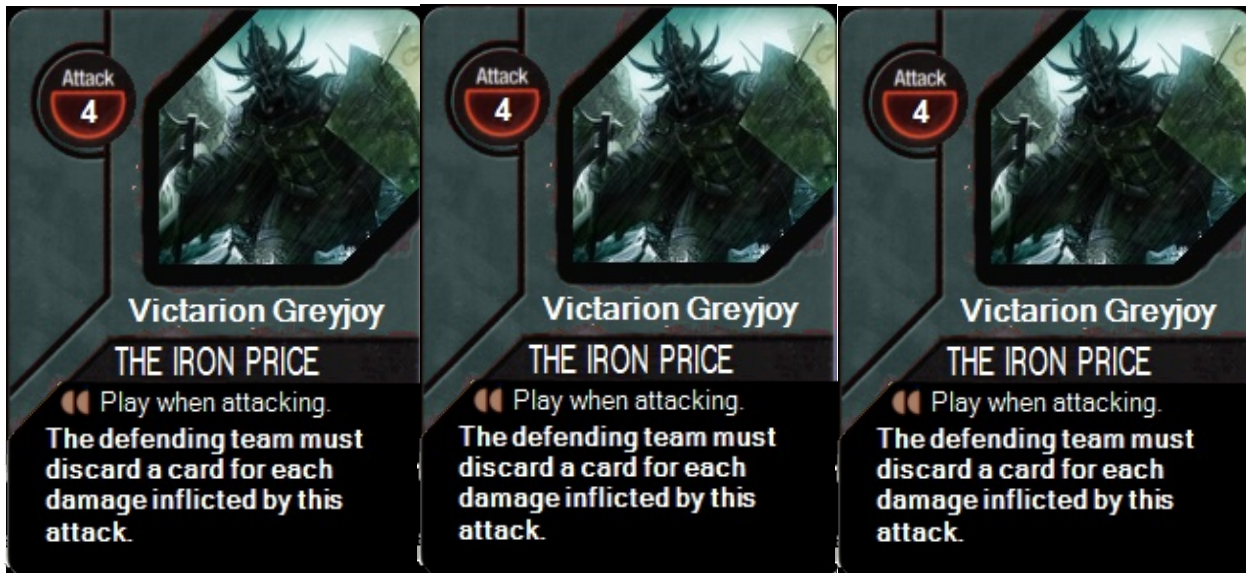 Attack
4
Victarion Greyjoy
THE IRON PRICE
Play when attacking.
The defending team must
discard a card for each
damage inflicted by this
attack.
Attack
4
Victarion Greyjoy
THE IRON PRICE
Play when attacking.
The defending team must
discard a card for each
damage inflicted by this
attack.
Attack
4
Victarion Greyjoy
THE IRON PRICE
Play when attacking.
The defending team must
discard a card for each
damage inflicted by this
attack.